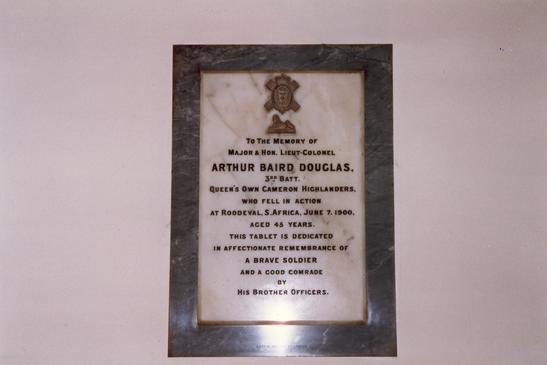 To The Memory of
Major & Hon. Lieut-Colonel
ARTHUR BAIRD DOUGLAS,
3RD Batt.
Queen's Own Cameron Highlanders,
who fell in action
at Roodeval, S. Africa, June 7. 1900,
aged 45 years.
This tablet is dedicated
in affectionate remembrance of
a brave soldier
and a good comrade
by
His Brother Officers.